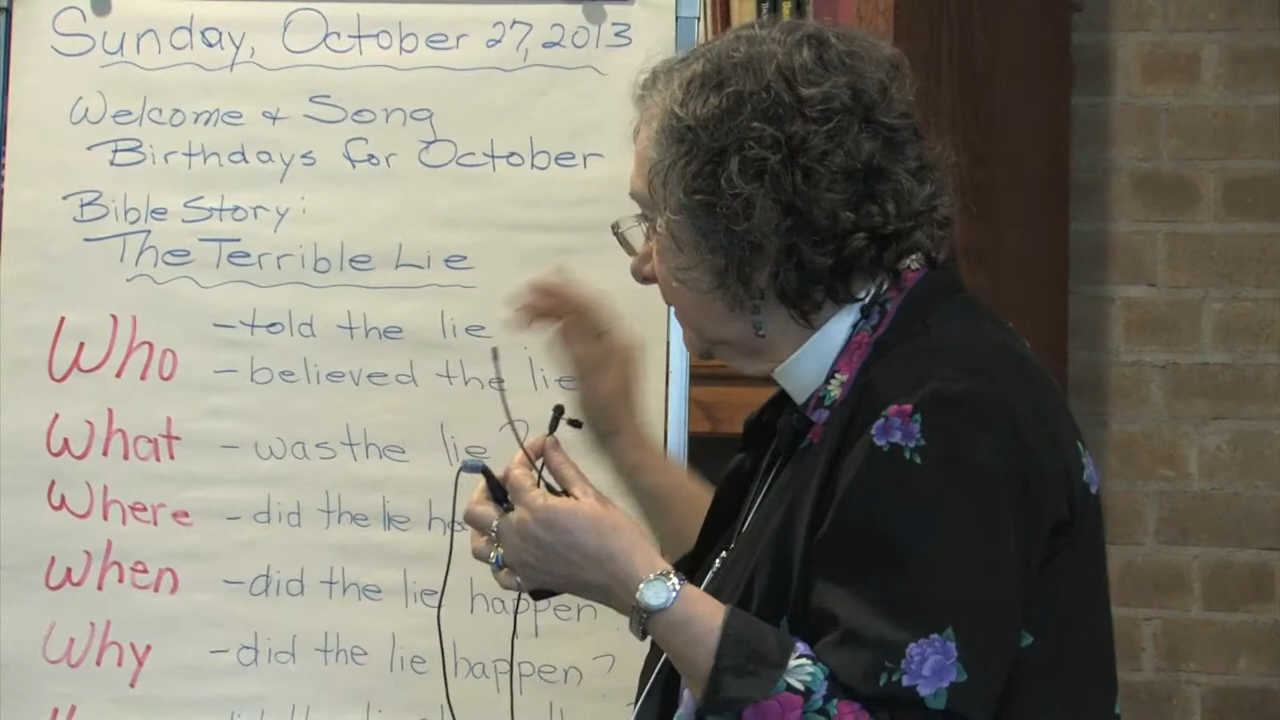 Sunday, October 27, 2013
Welcome & Song
Birthdays for October
Bible Story:
The Terrible Lie
Who -told the lie
-believed the lie
What -was the lie?
Where -did the lie
When -did the lie happen
Why -did the lie happen?